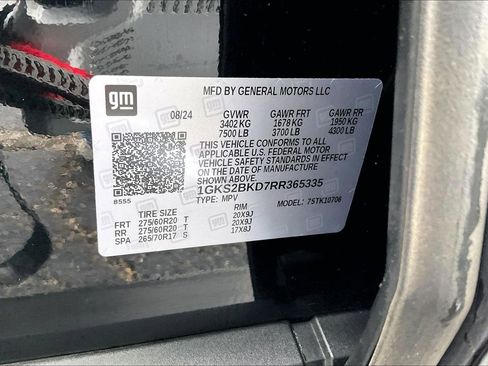 gm
MFD BY GENERAL MOTORS LLC
08/24 GVWR GAWR FRT GAWR RR
3402 KG 1678 KG 1950 KG
7500 LB 3700 LB 4300 LB
THIS VEHICLE CONFORMS TO ALL
APPLICABLE U.S. FEDERAL MOTOR
VEHICLE SAFETY STANDARDS IN EFFECT
ON THE DATE OF MANUFACTURE SHOWN ABOVE.
1GKS2BKD7RR365335
TYPE: MPV MODEL: 7STK10706
8555
TIRE SIZE RIM
FRT 275/60R20 T 20X9J
RR 275/60R20 T 20X9J
SPA 265/70R17 S 17X8J